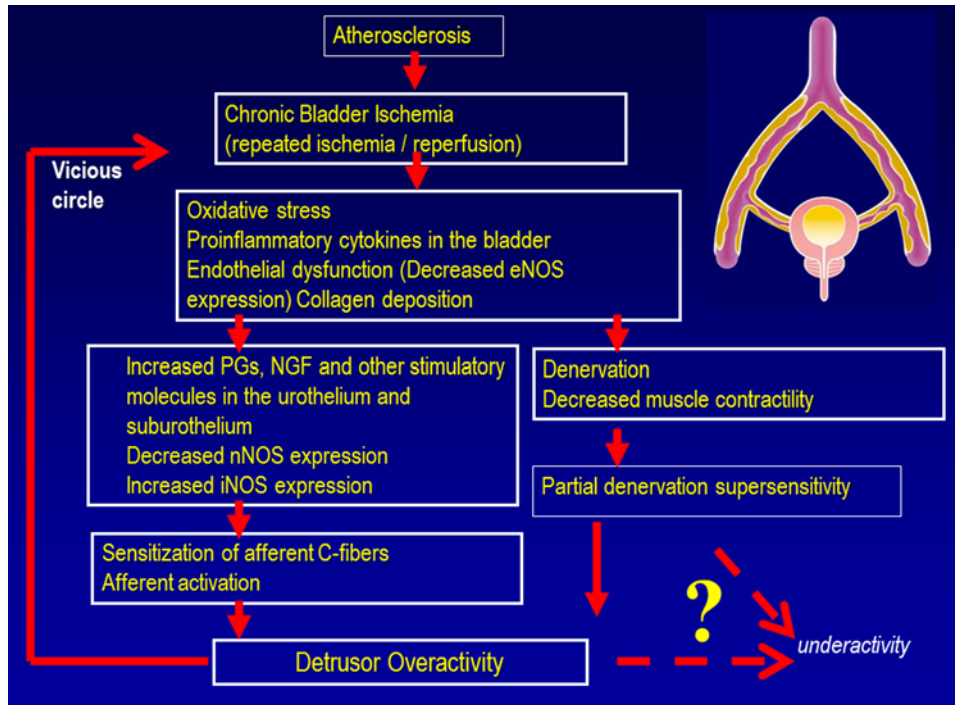 Atherosclerosis
Chronic Bladder Ischemia
(repeated ischemia / reperfusion)
Vicious
circle
Oxidative stress
Proinflammatory cytokines in the bladder
Endothelial dysfunction (Decreased eNOS
expression) Collagen deposition
Increased PGs, NGF and other stimulatory
molecules in the urothelium and
suburothelium
Decreased nNOS expression
Increased iNOS expression
Denervation
Decreased muscle contractility
Partial denervation supersensitivity
Sensitization of afferent C-fibers
Afferent activation
?
underactivity
Detrusor Overactivity